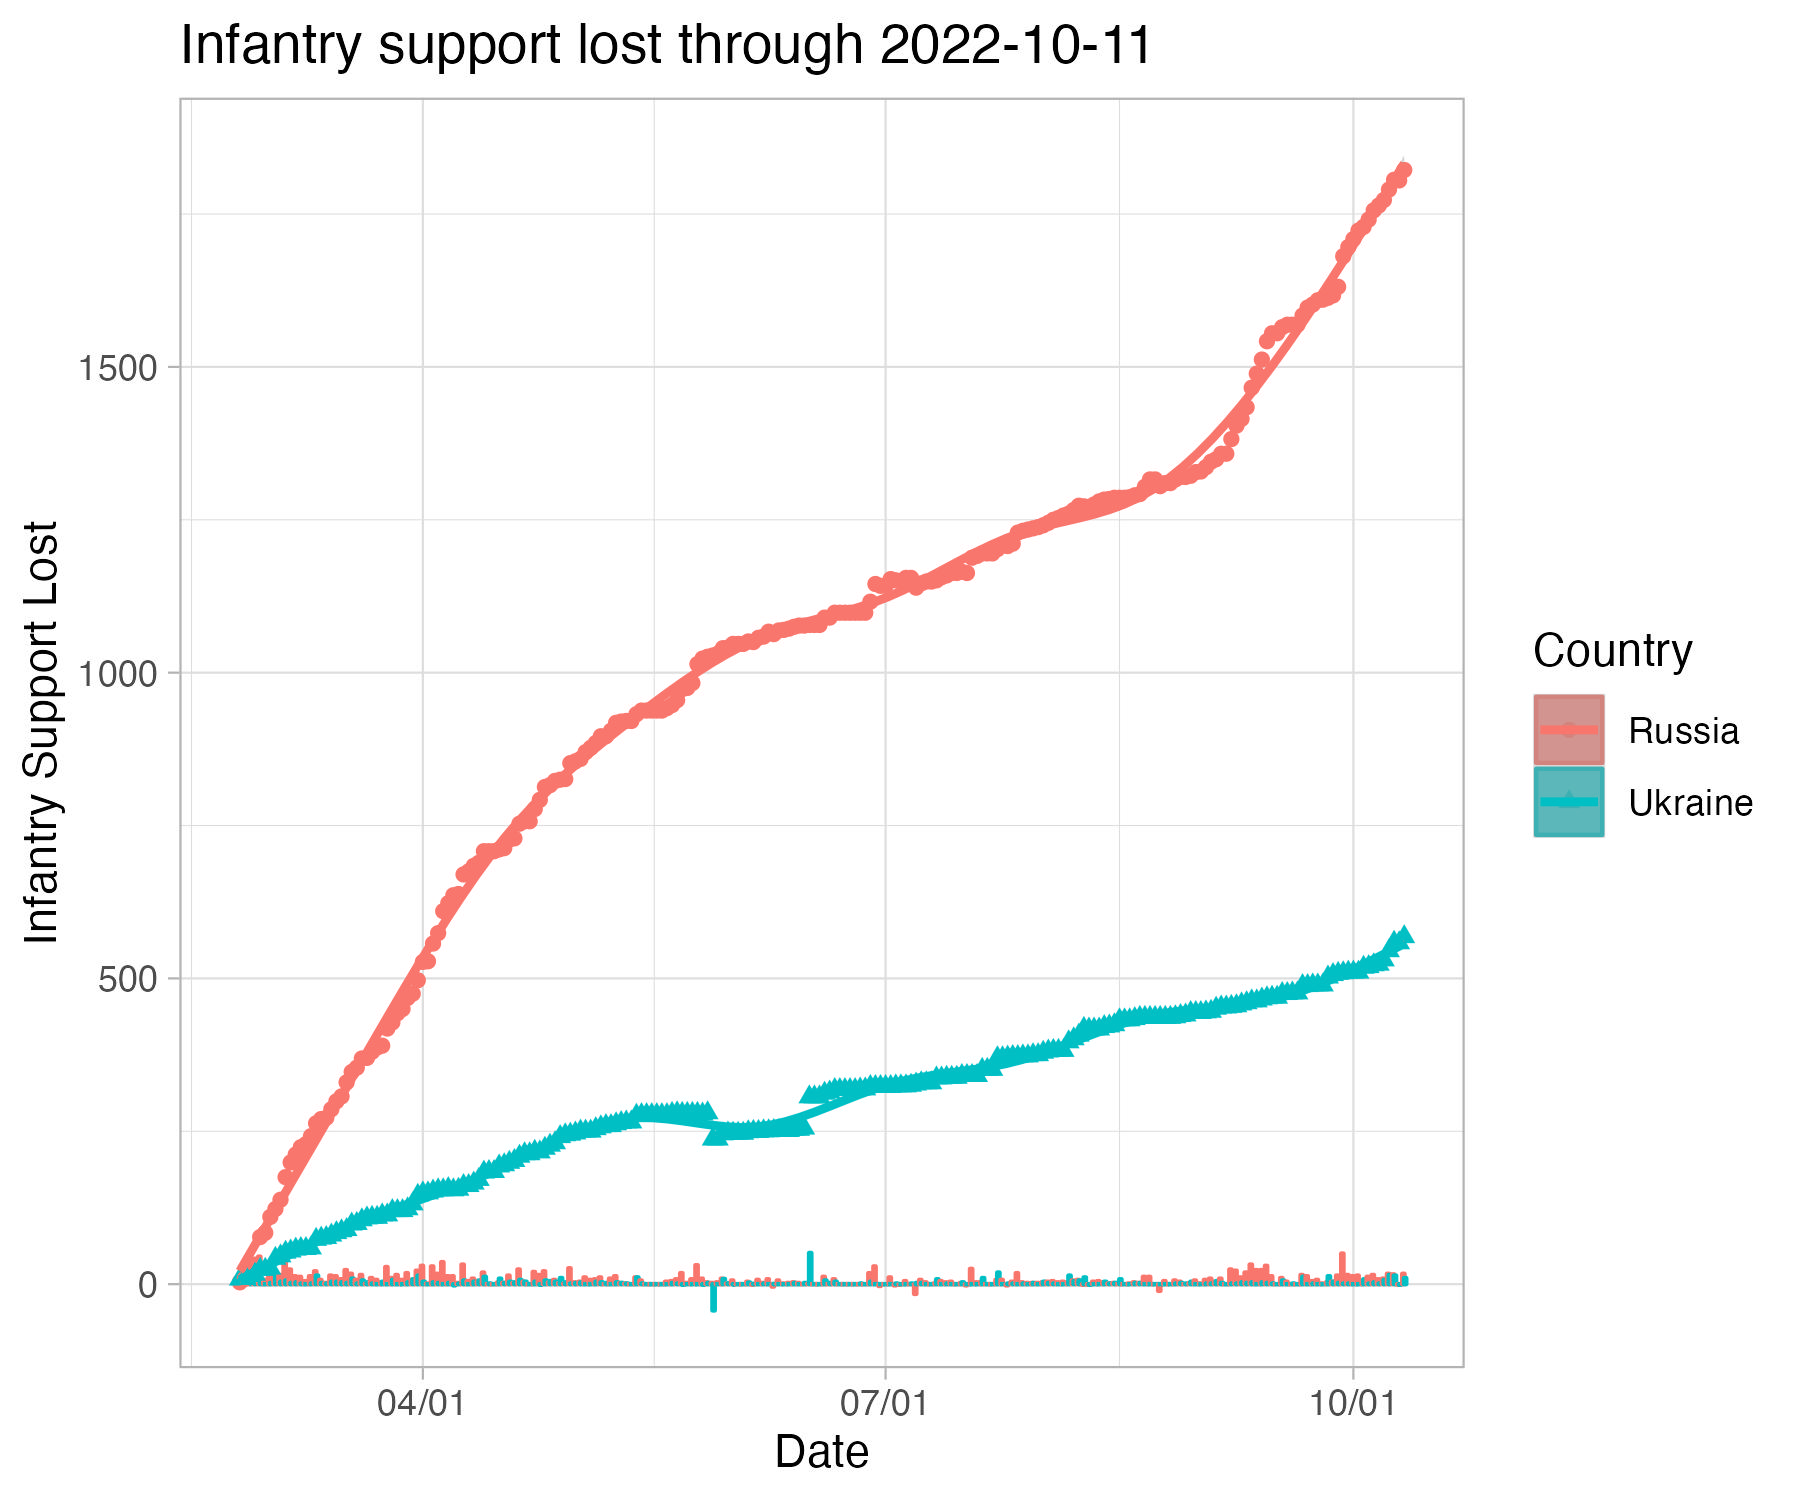 Infantry support lost through 2022-10-11
Infantry Support Lost
1500
1000
500
0
04/01
07/01
10/01
Date
Country
Russia
Ukraine